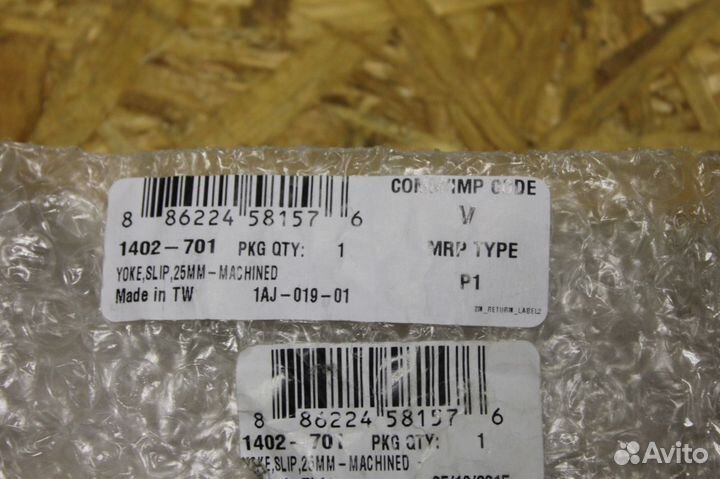 COND/IMP CODE
8 86224 58157 6
V
1402-701 PKG QTY: 1
MRP TYPE
YOKE,SLIP,25MM-MACHINED
P1
Made in TW 1AJ-019-01
ZM_RETURN_LABEL2
8 86224 58157 6
1402-701 PKG QTY: 1
YOKE,SLIP,25MM-MACHINED
Avito